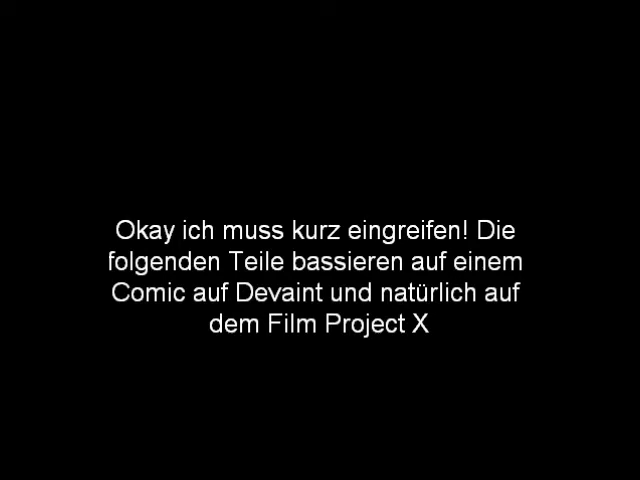 Okay ich muss kurz eingreifen! Die
folgenden Teile bassieren auf einem
Comic auf Devaint und natürlich auf
dem Film Project X